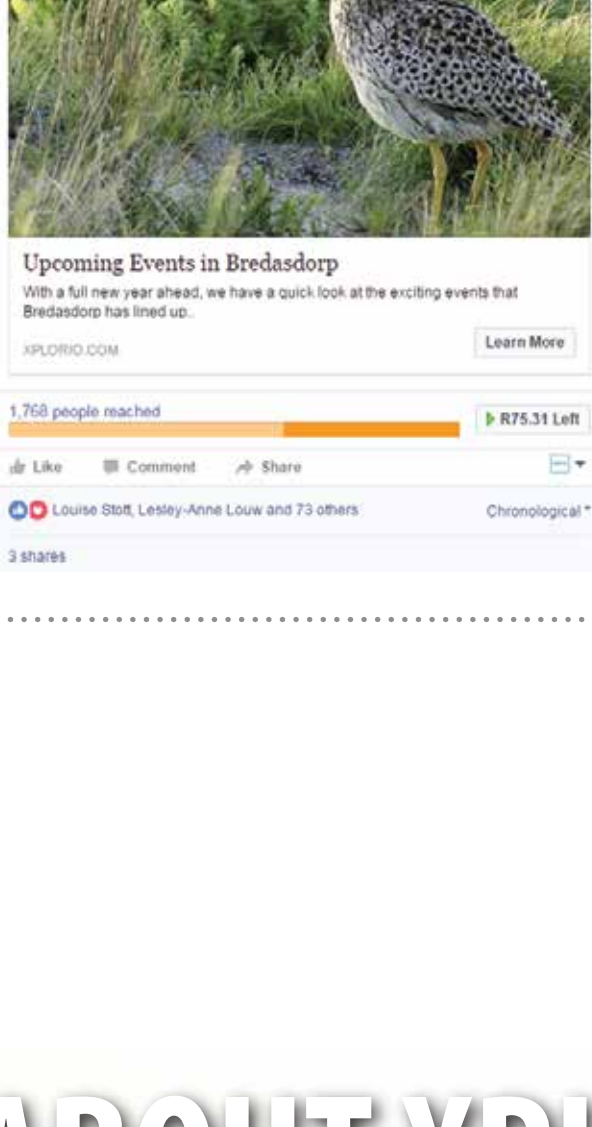 Upcoming Events in Bredasdorp
With a full new year ahead, we have a quick look at the exciting events that
Bredasdorp has lined up..
XPLORIO.COM
Learn More
1,768 people reached
R75.31 Left
Like Comment Share
Louise Stott, Lesley-Anne Louw and 73 others
Chronological
3 shares
ABOUT